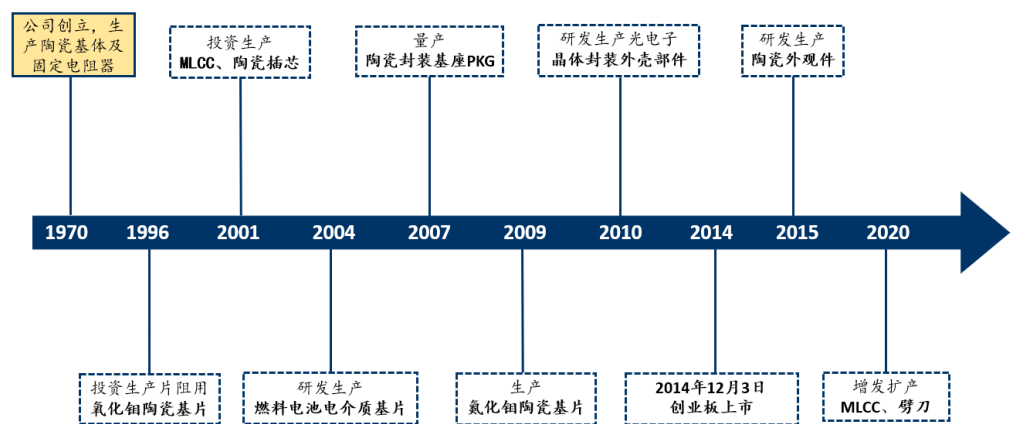 公司创立，生
产陶瓷基体及
固定电阻器
投资生产
MLCC、陶瓷插芯
量产
陶瓷封装基座PKG
研发生产光电子
晶体封装外壳部件
研发生产
陶瓷外观件
1970 1996 2001 2004 2007 2009 2010 2014 2015 2020
投资生产片阻用
氧化钼陶瓷基片
研发生产
燃料电池电介质基片
生产
氮化钼陶瓷基片
2014年12月3日
创业板上市
增发扩产
MLCC、劈刀